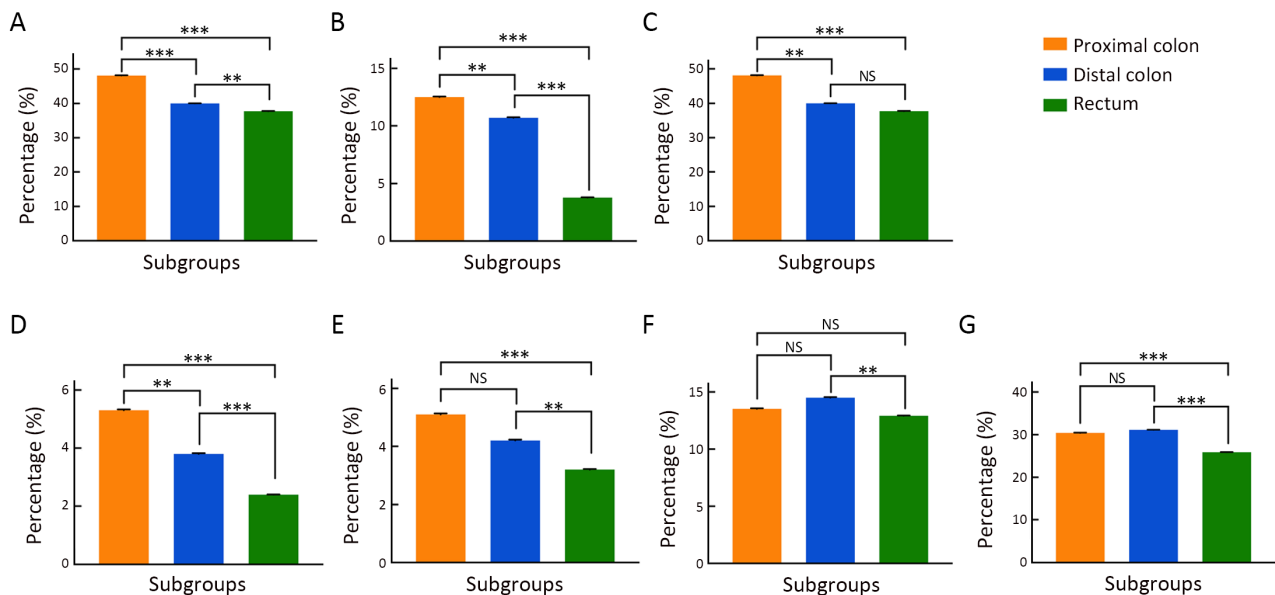 A
***
***
**
Percentage (%)
50
40
30
40
10
0
Subgroups
B
***
**
***
Percentage (%)
15
10
5
0
Subgroups
C
***
**
NS
Percentage (%)
50
40
30
40
10
0
Subgroups
Proximal colon
Distal colon
Rectum
D
***
**
***
Percentage (%)
6
4
2
0
Subgroups
E
***
NS
**
Percentage (%)
6
4
2
0
Subgroups
F
NS
NS
**
Percentage (%)
15
10
5
0
Subgroups
G
***
NS
***
Percentage (%)
40
30
20
10
0
Subgroups